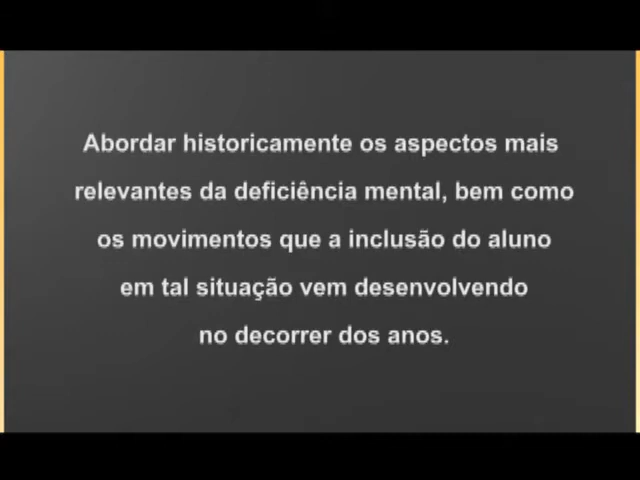 Abordar historicamente os aspectos mais
relevantes da deficiência mental, bem como
os movimentos que a inclusão do aluno
em tal situação vem desenvolvendo
no decorrer dos anos.